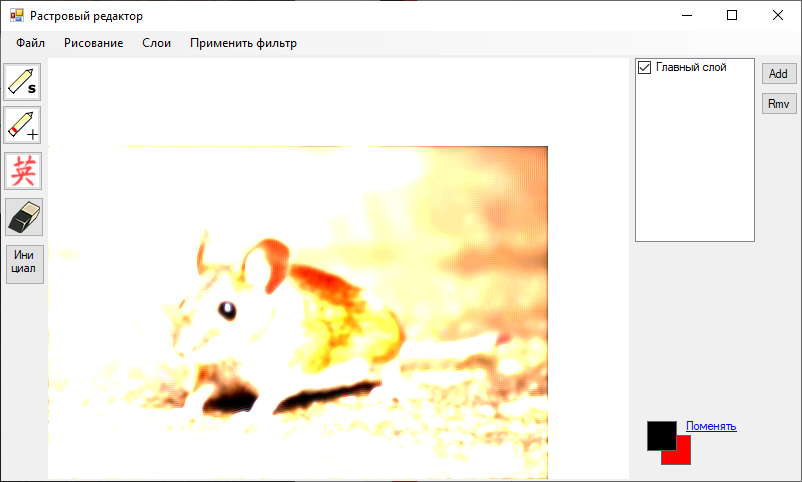 Растровый редактор
Файл Рисование Слои Применить фильтр
S
英
Ини
циал
Главный слой
Add
Rmv
Поменять